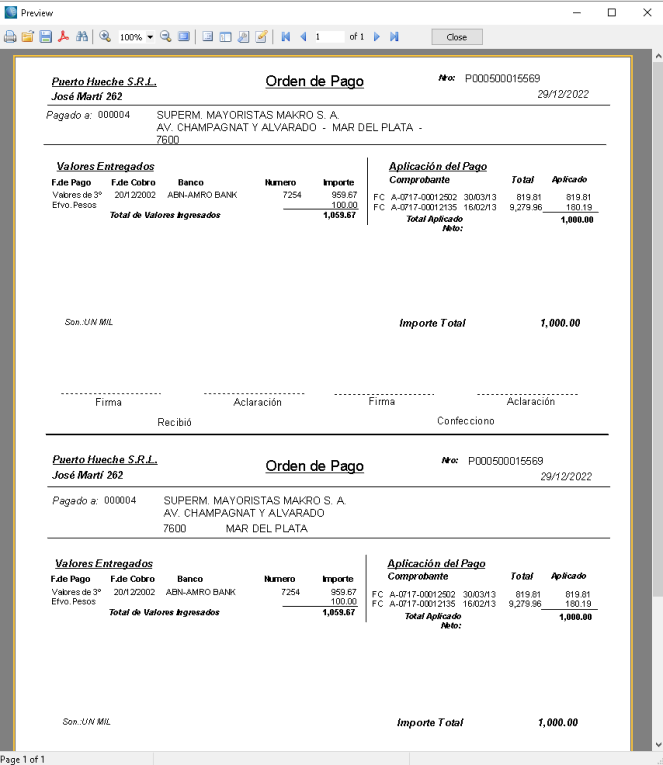 Preview
100%
1 of 1
Close
Puerto Hueche S.R.L. Orden de Pago Nro: P000500015569
José Martí 262 29/12/2022
Pagado a: 000004 SUPERM. MAYORISTAS MAKRO S. A.
AV. CHAMPAGNAT Y ALVARADO - MAR DEL PLATA -
7600
Valores Entregados Aplicación del Pago
F.de Pago F.de Cobro Banco Numero Importe Comprobante Total Aplicado
Valores de 3º 20/12/2002 ABN-AMRO BANK 7254 959.67 FC A-0717-00012502 30/03/13 819.81 819.81
Efvo. Pesos 100.00 FC A-0717-00012135 16/02/13 9,279.96 180.19
Total de Valores Ingresados 1,059.67 Total Aplicado 1,000.00
Neto:
Son.:UN MIL Importe Total 1,000.00
Firma Aclaración Firma Aclaración
Recibió Confecciono
Puerto Hueche S.R.L. Orden de Pago Nro: P000500015569
José Martí 262 29/12/2022
Pagado a: 000004 SUPERM. MAYORISTAS MAKRO S. A.
AV. CHAMPAGNAT Y ALVARADO
7600 MAR DEL PLATA
Valores Entregados Aplicación del Pago
F.de Pago F.de Cobro Banco Numero Importe Comprobante Total Aplicado
Valores de 3º 20/12/2002 ABN-AMRO BANK 7254 959.67 FC A-0717-00012502 30/03/13 819.81 819.81
Efvo. Pesos 100.00 FC A-0717-00012135 16/02/13 9,279.96 180.19
Total de Valores Ingresados 1,059.67 Total Aplicado 1,000.00
Neto:
Son.:UN MIL Importe Total 1,000.00
Page 1 of 1